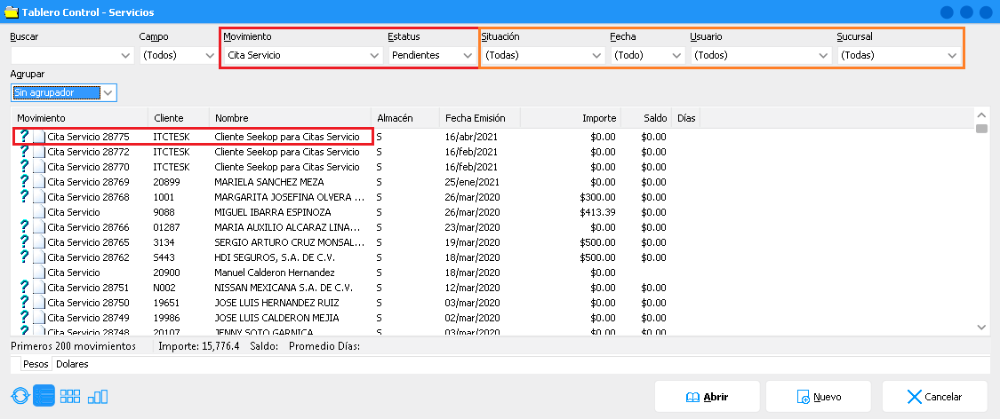 Tablero Control - Servicios
Buscar Campo Movimiento Estatus Situación Fecha Usuario Sucursal
(Todos) Cita Servicio Pendientes (Todas) (Todo) (Todos) (Todas)
Agrupar
Sin agrupador
Movimiento Cliente Nombre Almacén Fecha Emisión Importe Saldo Días
? Cita Servicio 28775 ITCTESK Cliente Seekop para Citas Servicio S 16/abr/2021 $0.00 $0.00
? Cita Servicio 28772 ITCTESK Cliente Seekop para Citas Servicio S 16/feb/2021 $0.00 $0.00
? Cita Servicio 28770 ITCTESK Cliente Seekop para Citas Servicio S 16/feb/2021 $0.00 $0.00
? Cita Servicio 28769 20899 MARIELA SANCHEZ MEZA S 25/ene/2021 $0.00 $0.00
? Cita Servicio 28768 1001 MARGARITA JOSEFINA OLVERA ... S 26/mar/2020 $300.00 $0.00
Cita Servicio 9088 MIGUEL IBARRA ESPINOZA S 26/mar/2020 $413.39 $0.00
? Cita Servicio 28766 01287 MARIA AUXILIO ALCARAZ LINA... S 23/mar/2020 $0.00 $0.00
? Cita Servicio 28765 3134 SERGIO ARTURO CRUZ MONSAL... S 19/mar/2020 $500.00 $0.00
? Cita Servicio 28762 S443 HDI SEGUROS, S.A. DE C.V. S 18/mar/2020 $500.00 $0.00
Cita Servicio 20900 Manuel Calderon Hernandez S 18/mar/2020 $0.00
? Cita Servicio 28751 N002 NISSAN MEXICANA S.A. DE C.V. S 12/mar/2020 $0.00 $0.00
? Cita Servicio 28750 19651 JOSE LUIS HERNANDEZ RUIZ S 03/mar/2020 $0.00 $0.00
? Cita Servicio 28749 19986 JOSE LUIS CALDERON MEJIA S 02/mar/2020 $0.00 $0.00
? Cita Servicio 28748 20107 JENNY SOTO GARNICA S 03/mar/2020 $0.00 $0.00
Primeros 200 movimientos Importe: 15,776.4 Saldo: Promedio Días:
Pesos Dolares
Abrir Nuevo Cancelar